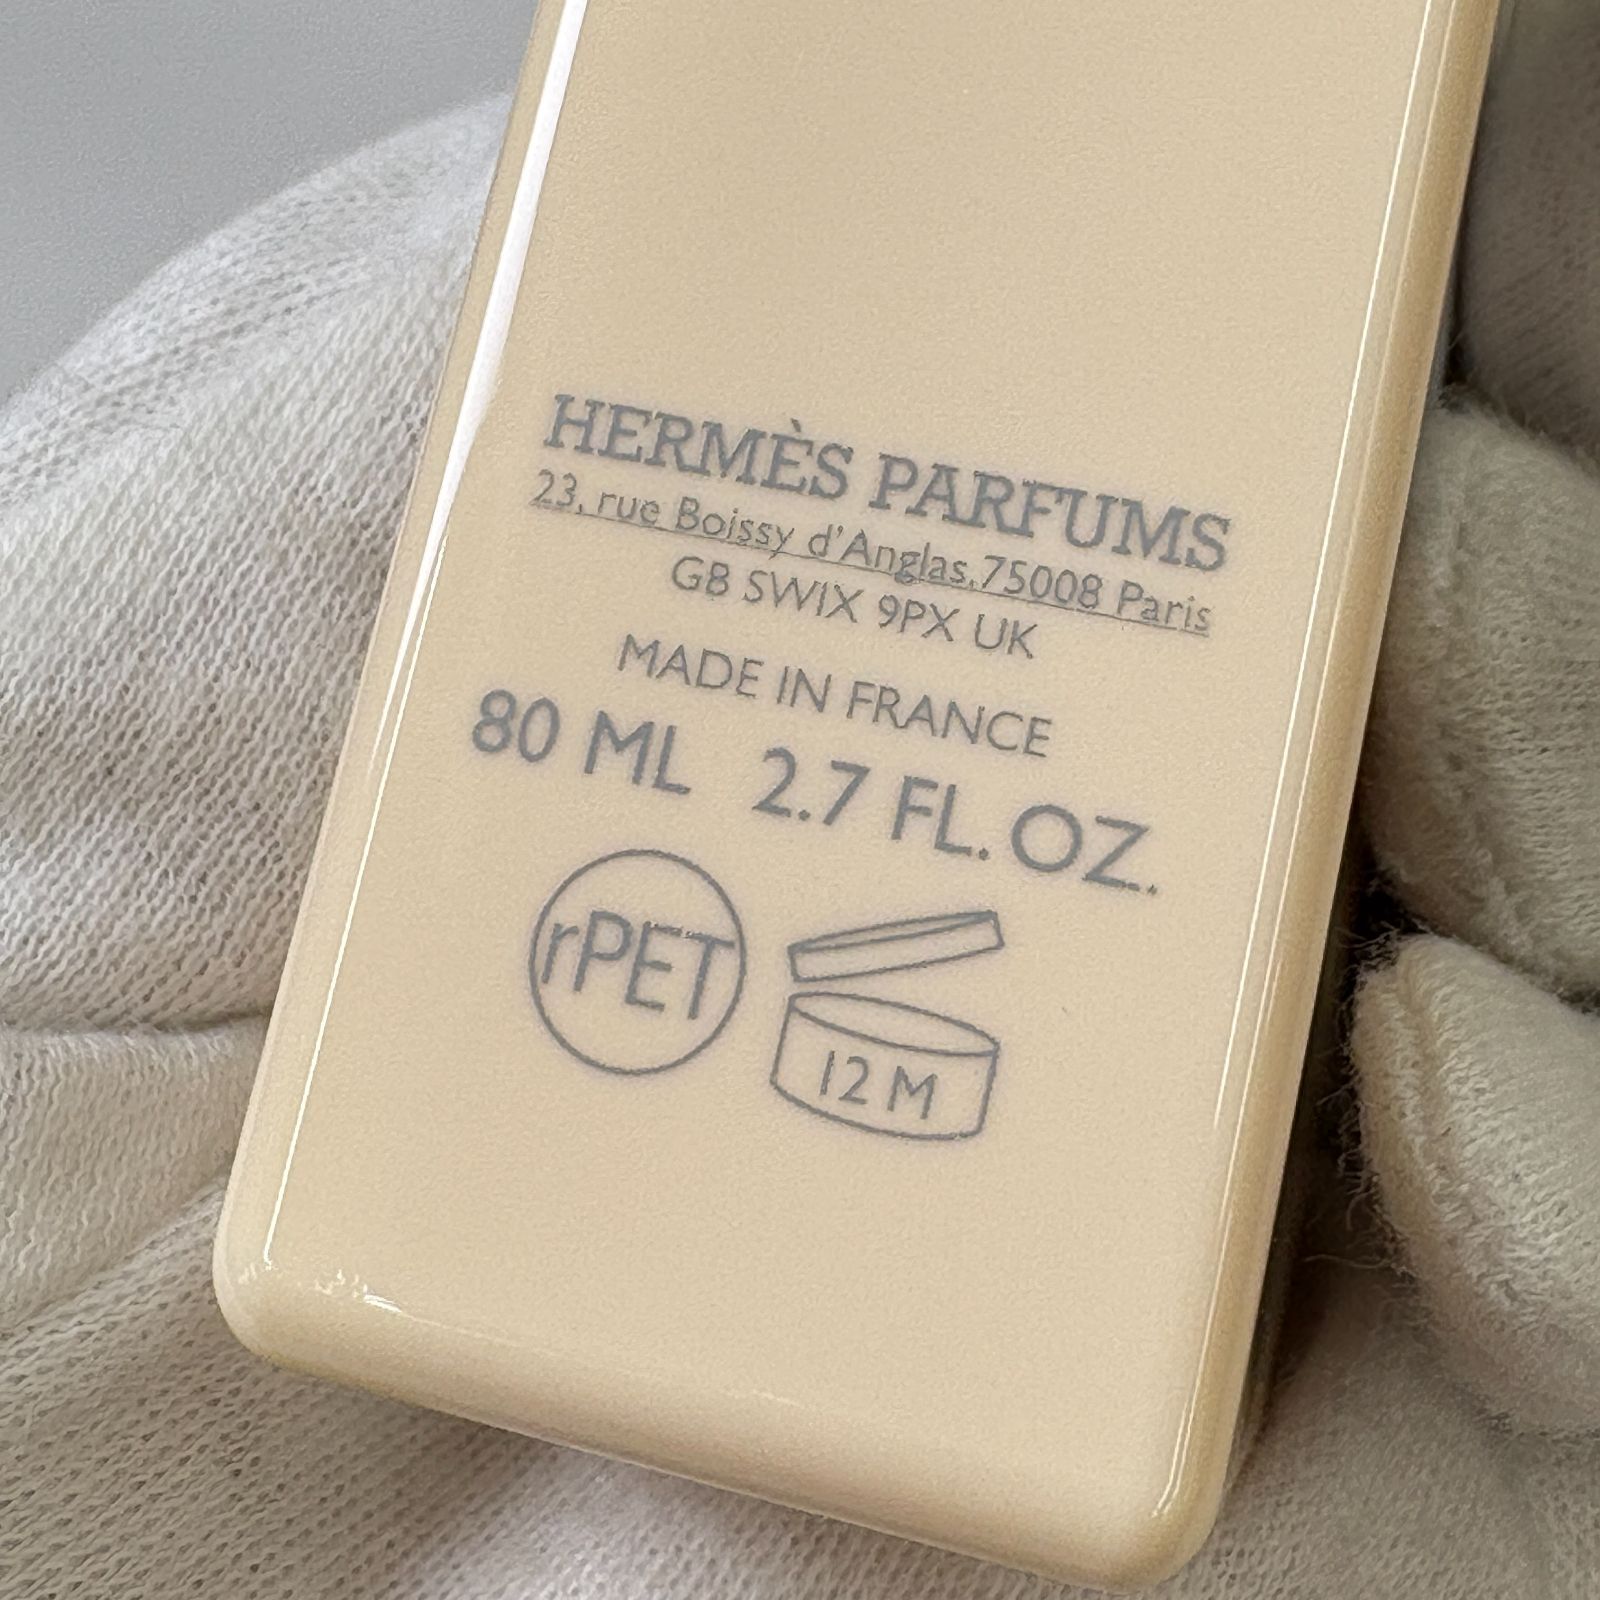 HERMÈS PARFUMS
23, rue Boissy d'Anglas, 75008 Paris
GB SW1X 9PX UK
MADE IN FRANCE
80 ML 2.7 FL. OZ.
rPET
12 M